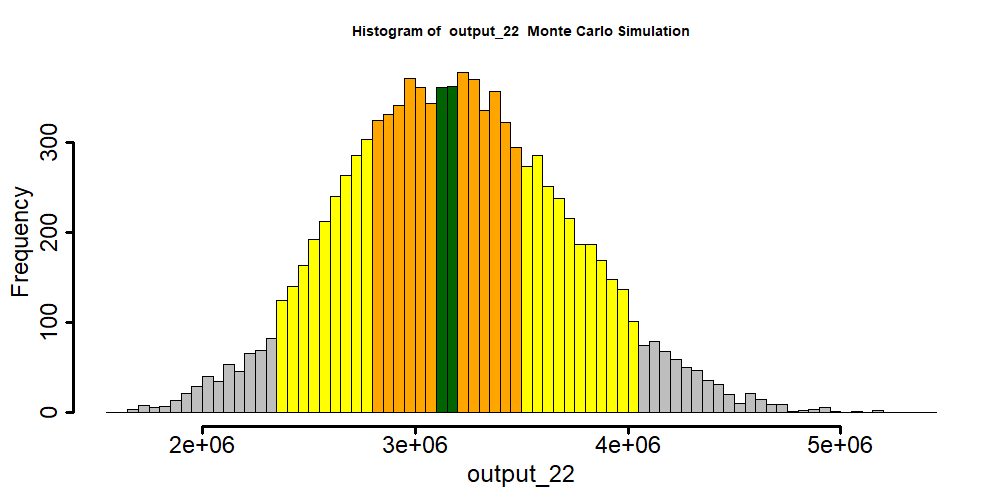 Histogram of output_22 Monte Carlo Simulation
Frequency
300
200
100
0
2e+06 3e+06 4e+06 5e+06
output_22